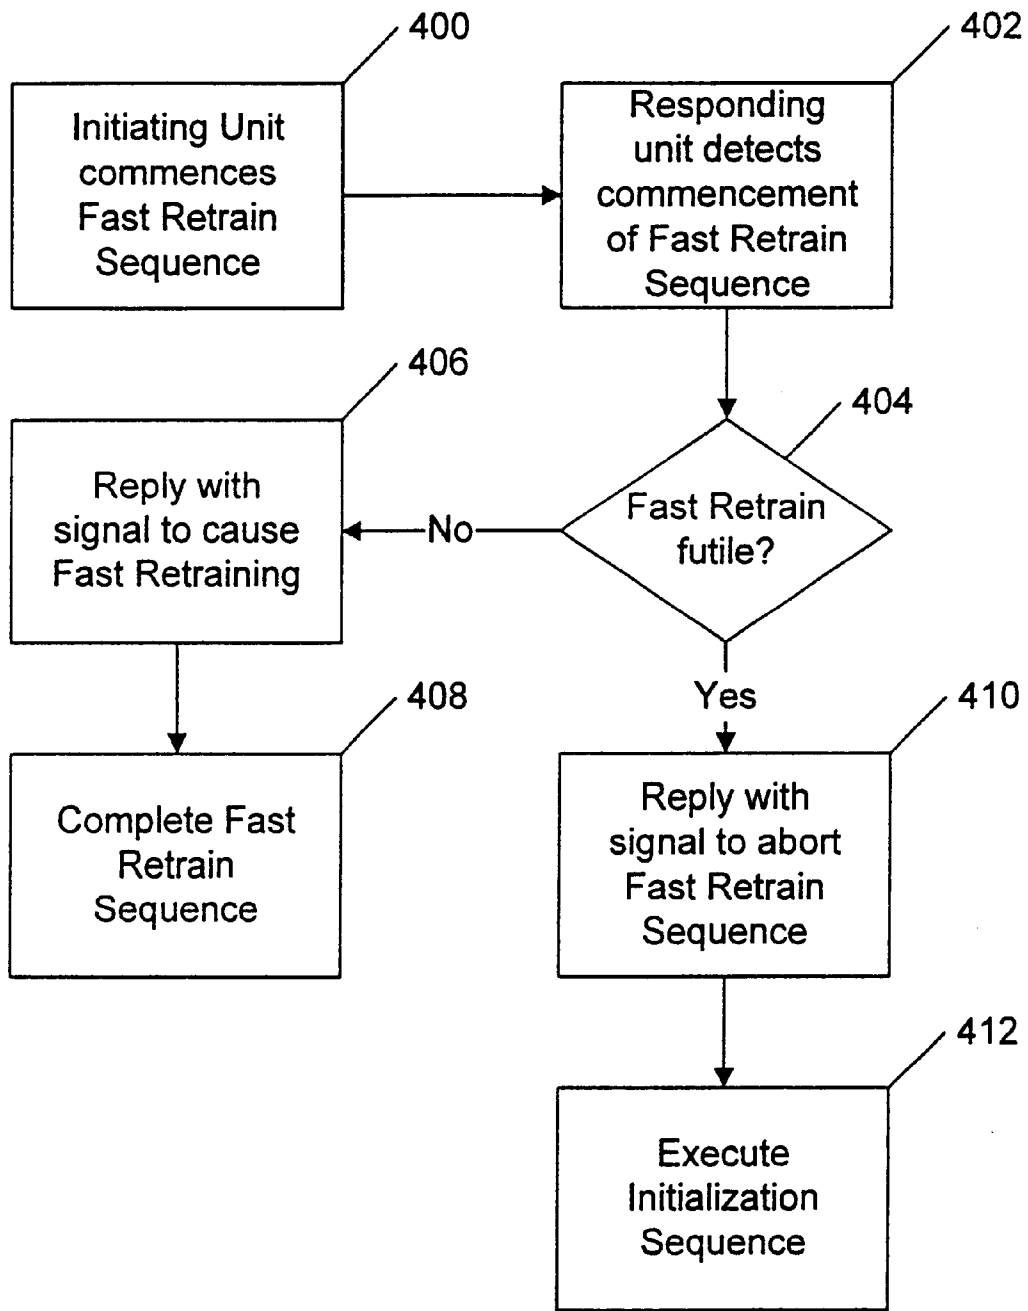 400
Initiating Unit
commences
Fast Retrain
Sequence
402
Responding
unit detects
commencement
of Fast Retrain
Sequence
404
Fast Retrain
futile?
No
406
Reply with
signal to cause
Fast Retraining
408
Complete Fast
Retrain
Sequence
Yes
410
Reply with
signal to abort
Fast Retrain
Sequence
412
Execute
Initialization
Sequence